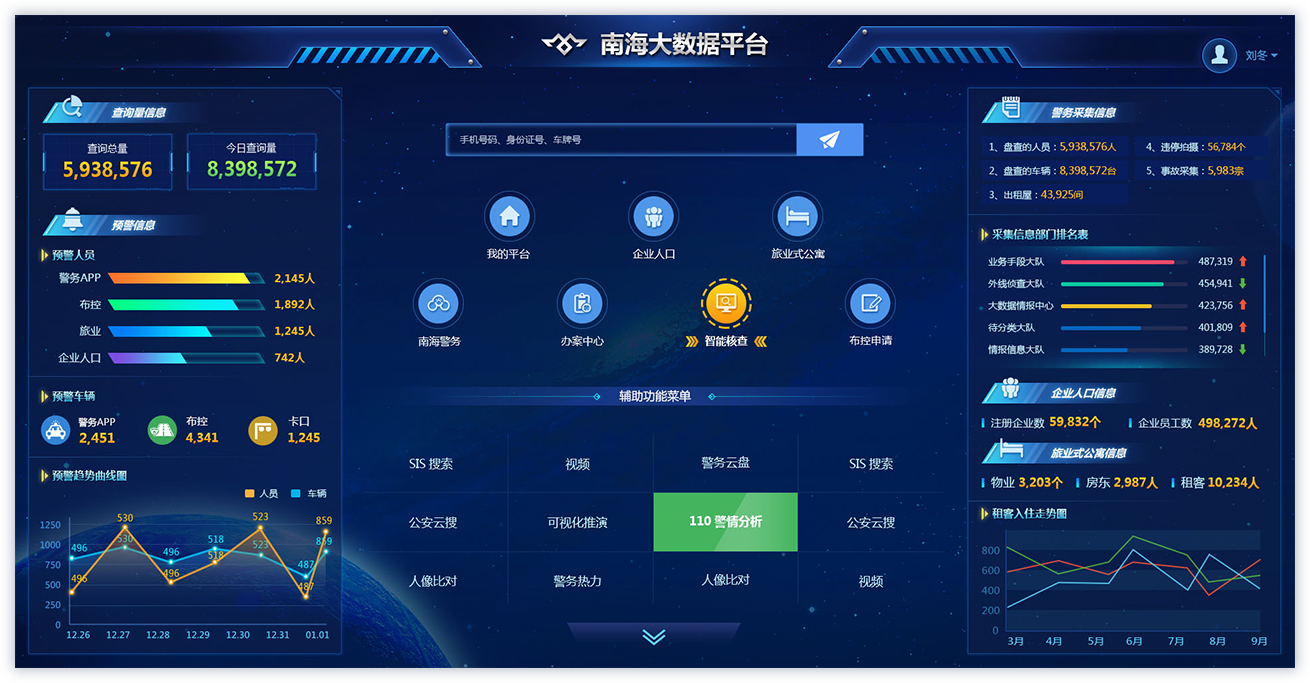 南海大数据平台
刘冬
查询量信息
查询总量
5,938,576
今日查询量
8,398,572
预警信息
预警人员
警务APP 2,145人
布控 1,892人
旅业 1,245人
企业人口 742人
预警车辆
警务APP
2,451
布控
4,341
卡口
1,245
预警趋势曲线图
人员 车辆
1250
1000
750
500
250
0
496
530
496
518
523
487
859
496
530
496
518
523
487
859
12.26 12.27 12.28 12.29 12.30 12.31 01.01
手机号码、身份证号、车牌号
我的平台 企业人口 旅业式公寓
南海警务 办案中心 智能核查 布控申请
辅助功能菜单
SIS 搜索 视频 警务云盘 SIS 搜索
公安云搜 可视化推演 110 警情分析 公安云搜
人像比对 警务热力 人像比对 视频
警务采集信息
1、盘查的人员：5,938,576人 4、违停拍摄：56,784个
2、盘查的车辆：8,398,572台 5、事故采集：5,983宗
3、出租屋：43,925间
采集信息部门排名表
业务手段大队 487,319
外线侦查大队 454,941
大数据情报中心 423,756
待分类大队 401,809
情报信息大队 389,728
企业人口信息
注册企业数 59,832个 企业员工数 498,272人
旅业式公寓信息
物业 3,203个 房东 2,987人 租客 10,234人
租客入住走势图
800
600
400
200
0
3月 4月 5月 6月 7月 8月 9月